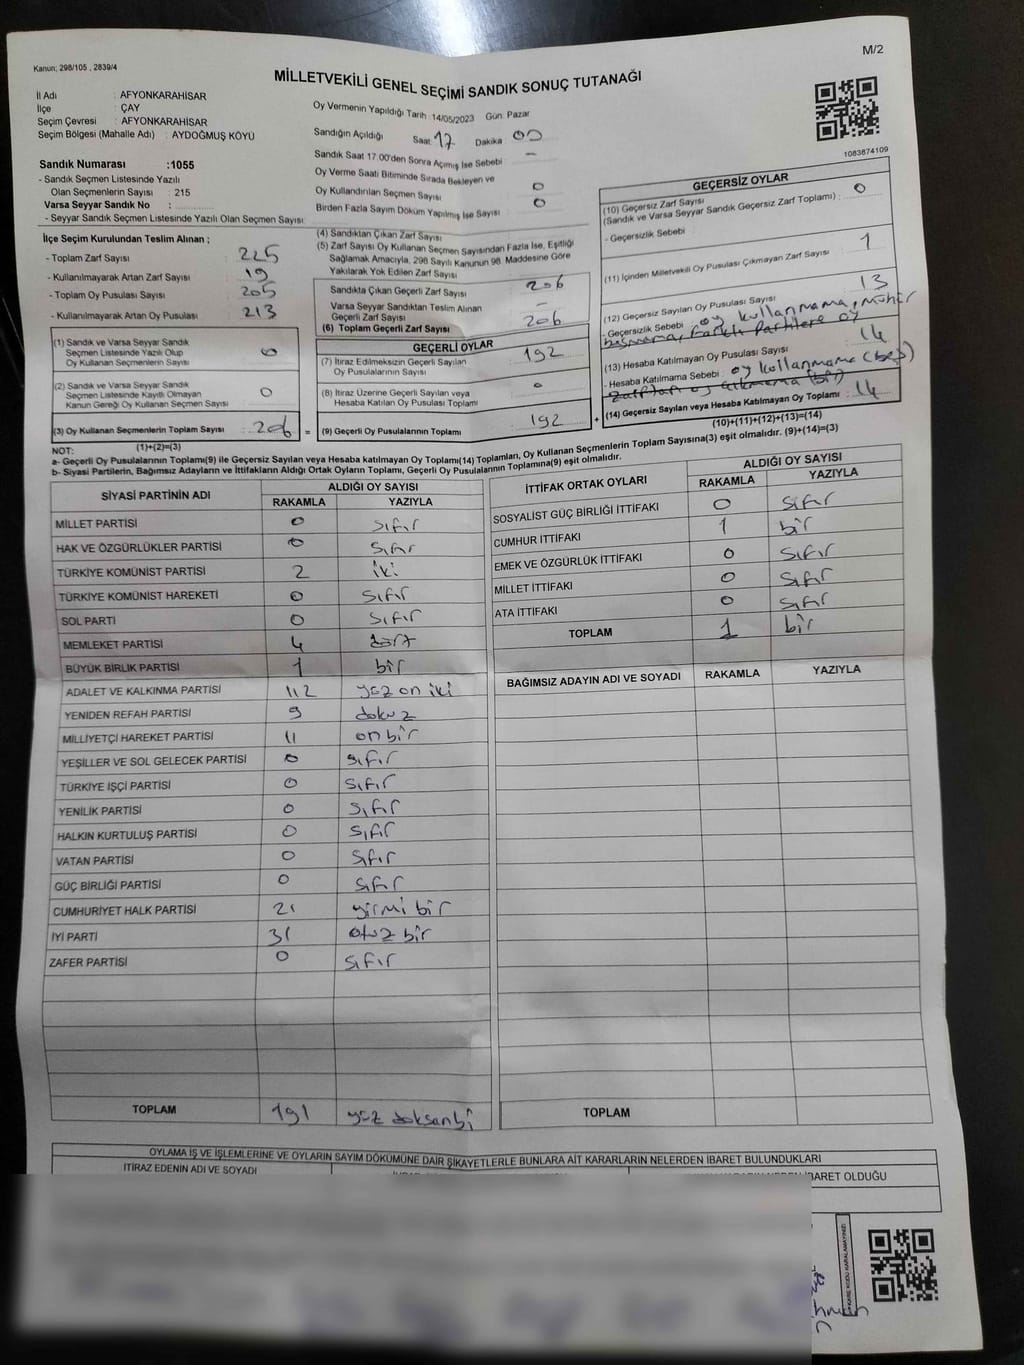 M/2
Kanun; 298/105 , 2839/4
MİLLETVEKİLİ GENEL SEÇİMİ SANDIK SONUÇ TUTANAĞI
İl Adı : AFYONKARAHİSAR
İlçe : ÇAY
Seçim Çevresi : AFYONKARAHİSAR
Seçim Bölgesi (Mahalle Adı) : AYDOĞMUŞ KÖYÜ
Sandık Numarası :1055
- Sandık Seçmen Listesinde Yazılı
Olan Seçmenlerin Sayısı : 215
Varsa Seyyar Sandık No :
- Seyyar Sandık Seçmen Listesinde Yazılı Olan Seçmen Sayısı:
Oy Vermenin Yapıldığı Tarih :14/05/2023 Gün: Pazar
Sandığın Açıldığı Saat 17 Dakika 00
Sandık Saat 17:00'den Sonra Açımış İse Sebebi –
Oy Verme Saati Bitiminde Sırada Bekleyen ve
Oy Kullandırılan Seçmen Sayısı 0
Birden Fazla Sayım Döküm Yapılmış İse Sayısı 0
1083874109
İlçe Seçim Kurulundan Teslim Alınan ;
- Toplam Zarf Sayısı : 225
- Kullanılmayarak Artan Zarf Sayısı : 19
- Toplam Oy Pusulası Sayısı : 205
- Kullanılmayarak Artan Oy Pusulası : 213
(1) Sandık ve Varsa Seyyar Sandık
Seçmen Listesinde Yazılı Olup
Oy Kullanan Seçmenlerin Sayısı : 0
(2) Sandık ve Varsa Seyyar Sandık
Seçmen Listesinde Kayıtlı Olmayan
Kanun Gereği Oy Kullanan Seçmen Sayısı : 0
(3) Oy Kullanan Seçmenlerin Toplam Sayısı : 206
(1)+(2)=(3)
(4) Sandıktan Çıkan Zarf Sayısı
(5) Zarf Sayısı Oy Kullanan Seçmen Sayısından Fazla İse, Eşitliği
Sağlamak Amacıyla, 298 Sayılı Kanunun 98. Maddesine Göre
Yakılarak Yok Edilen Zarf Sayısı :
Sandıkta Çıkan Geçerli Zarf Sayısı : 206
Varsa Seyyar Sandıktan Teslim Alınan
Geçerli Zarf Sayısı –
(6) Toplam Geçerli Zarf Sayısı 206
GEÇERLİ OYLAR
(7) İtiraz Edilmeksizin Geçerli Sayılan
Oy Pusulalarının Sayısı 192
(8) İtiraz Üzerine Geçerli Sayılan veya
Hesaba Katılan Oy Pusulası Toplamı 0
= (9) Geçerli Oy Pusulalarının Toplamı 192 +
GEÇERSİZ OYLAR
(10) Geçersiz Zarf Sayısı
(Sandık ve Varsa Seyyar Sandık Geçersiz Zarf Toplamı) : 0
- Geçersizlik Sebebi :
(11) İçinden Milletvekili Oy Pusulası Çıkmayan Zarf Sayısı : 1
(12) Geçersiz Sayılan Oy Pusulası Sayısı : 13
- Geçersizlik Sebebi : oy kullanmama, mühür
basmama, farklı partilere oy
(13) Hesaba Katılmayan Oy Pusulası Sayısı : 14
- Hesaba Katılmama Sebebi : oy kullanmama (beş)
zarftan oy çıkmama (bir)
(14) Geçersiz Sayılan veya Hesaba Katılmayan Oy Toplamı : 14
(10)+(11)+(12)+(13)=(14)
NOT:
a- Geçerli Oy Pusulalarının Toplamı(9) ile Geçersiz Sayılan veya Hesaba katılmayan Oy Toplamı(14) Toplamları, Oy Kullanan Seçmenlerin Toplam Sayısına(3) eşit olmalıdır. (9)+(14)=(3)
b- Siyasi Partilerin, Bağımsız Adayların ve İttifakların Aldığı Ortak Oyların Toplamı, Geçerli Oy Pusulalarının Toplamına(9) eşit olmalıdır.
SİYASİ PARTİNİN ADI ALDIĞI OY SAYISI
RAKAMLA YAZIYLA
MİLLET PARTİSİ 0 sıfır
HAK VE ÖZGÜRLÜKLER PARTİSİ 0 sıfır
TÜRKİYE KOMÜNİST PARTİSİ 2 iki
TÜRKİYE KOMÜNİST HAREKETİ 0 sıfır
SOL PARTİ 0 sıfır
MEMLEKET PARTİSİ 4 dört
BÜYÜK BİRLİK PARTİSİ 1 bir
ADALET VE KALKINMA PARTİSİ 112 yüz on iki
YENİDEN REFAH PARTİSİ 9 dokuz
MİLLİYETÇİ HAREKET PARTİSİ 11 on bir
YEŞİLLER VE SOL GELECEK PARTİSİ 0 sıfır
TÜRKİYE İŞÇİ PARTİSİ 0 sıfır
YENİLİK PARTİSİ 0 sıfır
HALKIN KURTULUŞ PARTİSİ 0 sıfır
VATAN PARTİSİ 0 sıfır
GÜÇ BİRLİĞİ PARTİSİ 0 sıfır
CUMHURİYET HALK PARTİSİ 21 yirmi bir
İYİ PARTİ 31 otuz bir
ZAFER PARTİSİ 0 sıfır
TOPLAM 191 yüz doksanbi
İTTİFAK ORTAK OYLARI ALDIĞI OY SAYISI
RAKAMLA YAZIYLA
SOSYALİST GÜÇ BİRLİĞİ İTTİFAKI 0 sıfır
CUMHUR İTTİFAKI 1 bir
EMEK VE ÖZGÜRLÜK İTTİFAKI 0 sıfır
MİLLET İTTİFAKI 0 sıfır
ATA İTTİFAKI 0 sıfır
TOPLAM 1 bir
BAĞIMSIZ ADAYIN ADI VE SOYADI RAKAMLA YAZIYLA
TOPLAM
OYLAMA İŞ VE İŞLEMLERİNE VE OYLARIN SAYIM DÖKÜMÜNE DAİR ŞİKAYETLERLE BUNLARA AİT KARARLARIN NELERDEN İBARET BULUNDUKLARI
İTİRAZ EDENİN ADI VE SOYADI
İBARET OLDUĞU